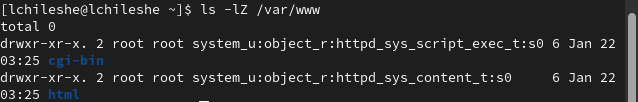 [lchileshe@lchileshe ~]$ ls -lZ /var/www
total 0
drwxr-xr-x. 2 root root system_u:object_r:httpd_sys_script_exec_t:s0 6 Jan 22
03:25 cgi-bin
drwxr-xr-x. 2 root root system_u:object_r:httpd_sys_content_t:s0     6 Jan 22
03:25 html